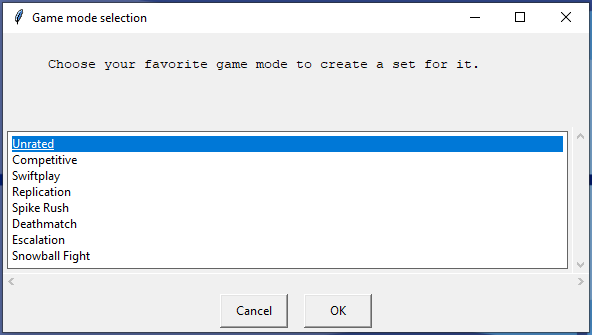 Game mode selection
Choose your favorite game mode to create a set for it.
Unrated
Competitive
Swiftplay
Replication
Spike Rush
Deathmatch
Escalation
Snowball Fight
Cancel OK